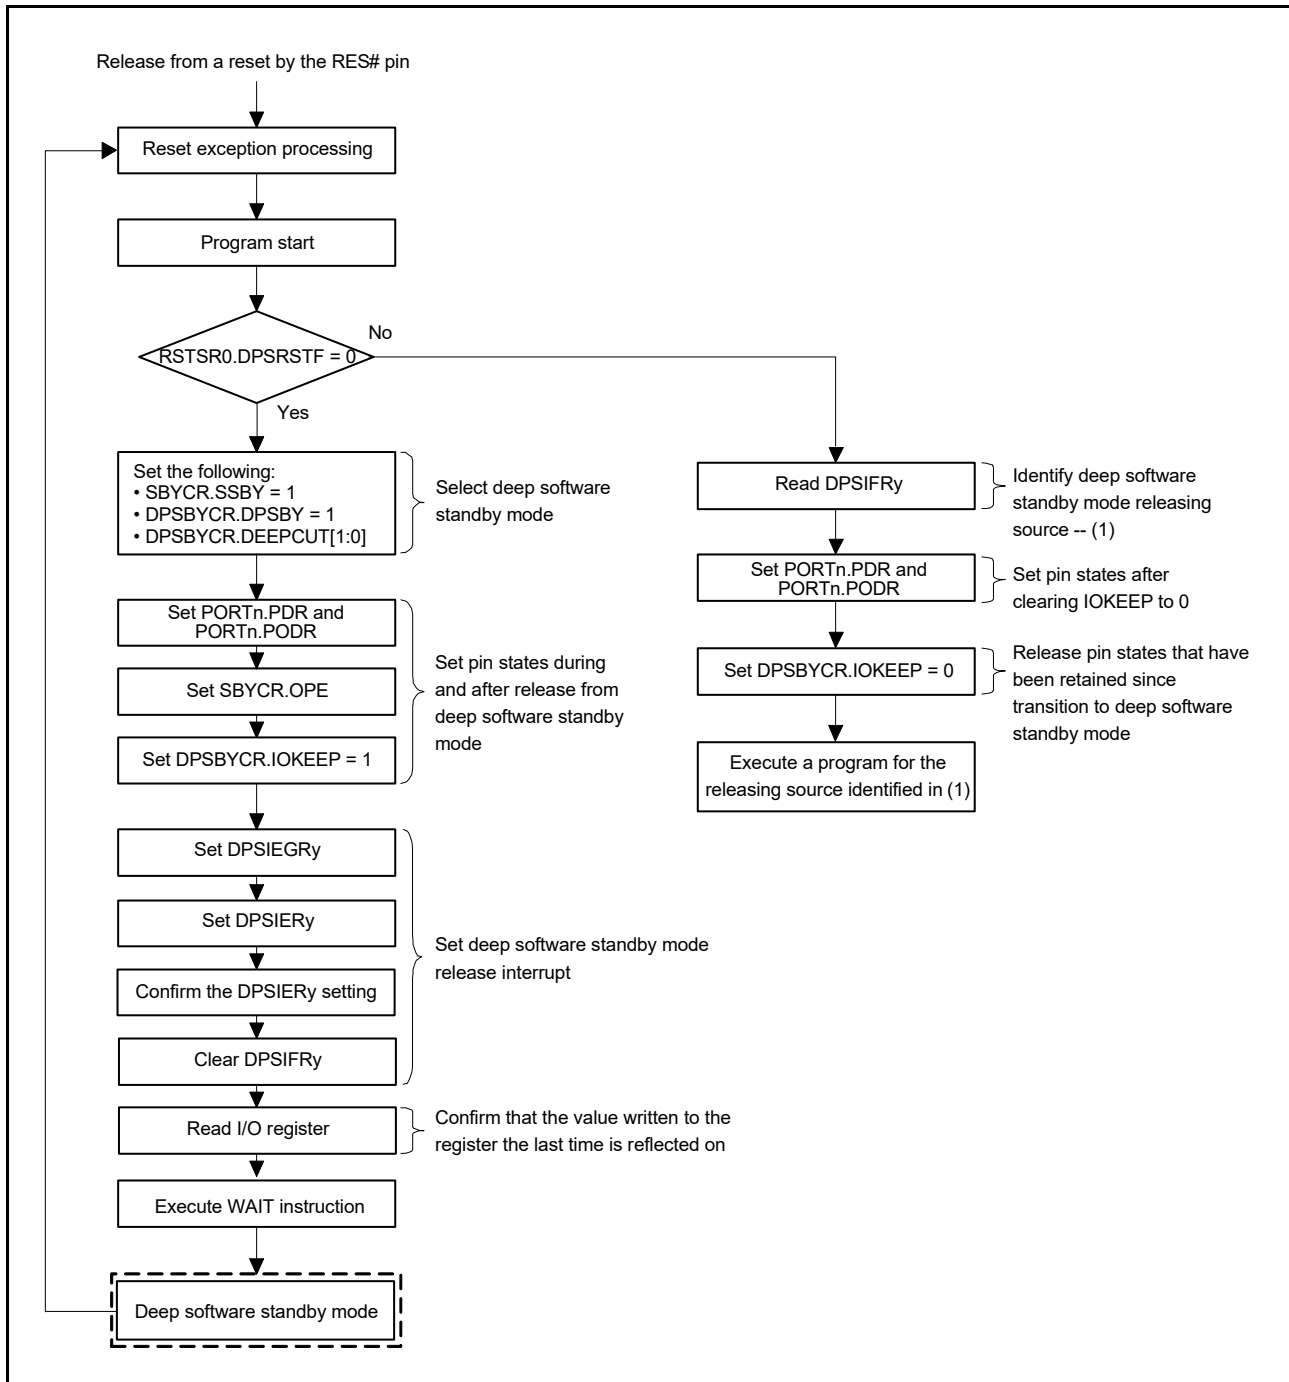 Release from a reset by the RES# pin
Reset exception processing
Program start
No
RSTSR0.DPSRSTF = 0
Yes
Set the following:
• SBYCR.SSBY = 1
• DPSBYCR.DPSBY = 1
• DPSBYCR.DEEPCUT[1:0]
Select deep software
standby mode
Set PORTn.PDR and
PORTn.PODR
Set SBYCR.OPE
Set DPSBYCR.IOKEEP = 1
Set pin states during
and after release from
deep software standby
mode
Set DPSIEGRy
Set DPSIERy
Confirm the DPSIERy setting
Clear DPSIFRy
Set deep software standby mode
release interrupt
Read I/O register
Confirm that the value written to the
register the last time is reflected on
Execute WAIT instruction
Deep software standby mode
Read DPSIFRy
Identify deep software
standby mode releasing
source -- (1)
Set PORTn.PDR and
PORTn.PODR
Set pin states after
clearing IOKEEP to 0
Set DPSBYCR.IOKEEP = 0
Release pin states that have
been retained since
transition to deep software
standby mode
Execute a program for the
releasing source identified in (1)